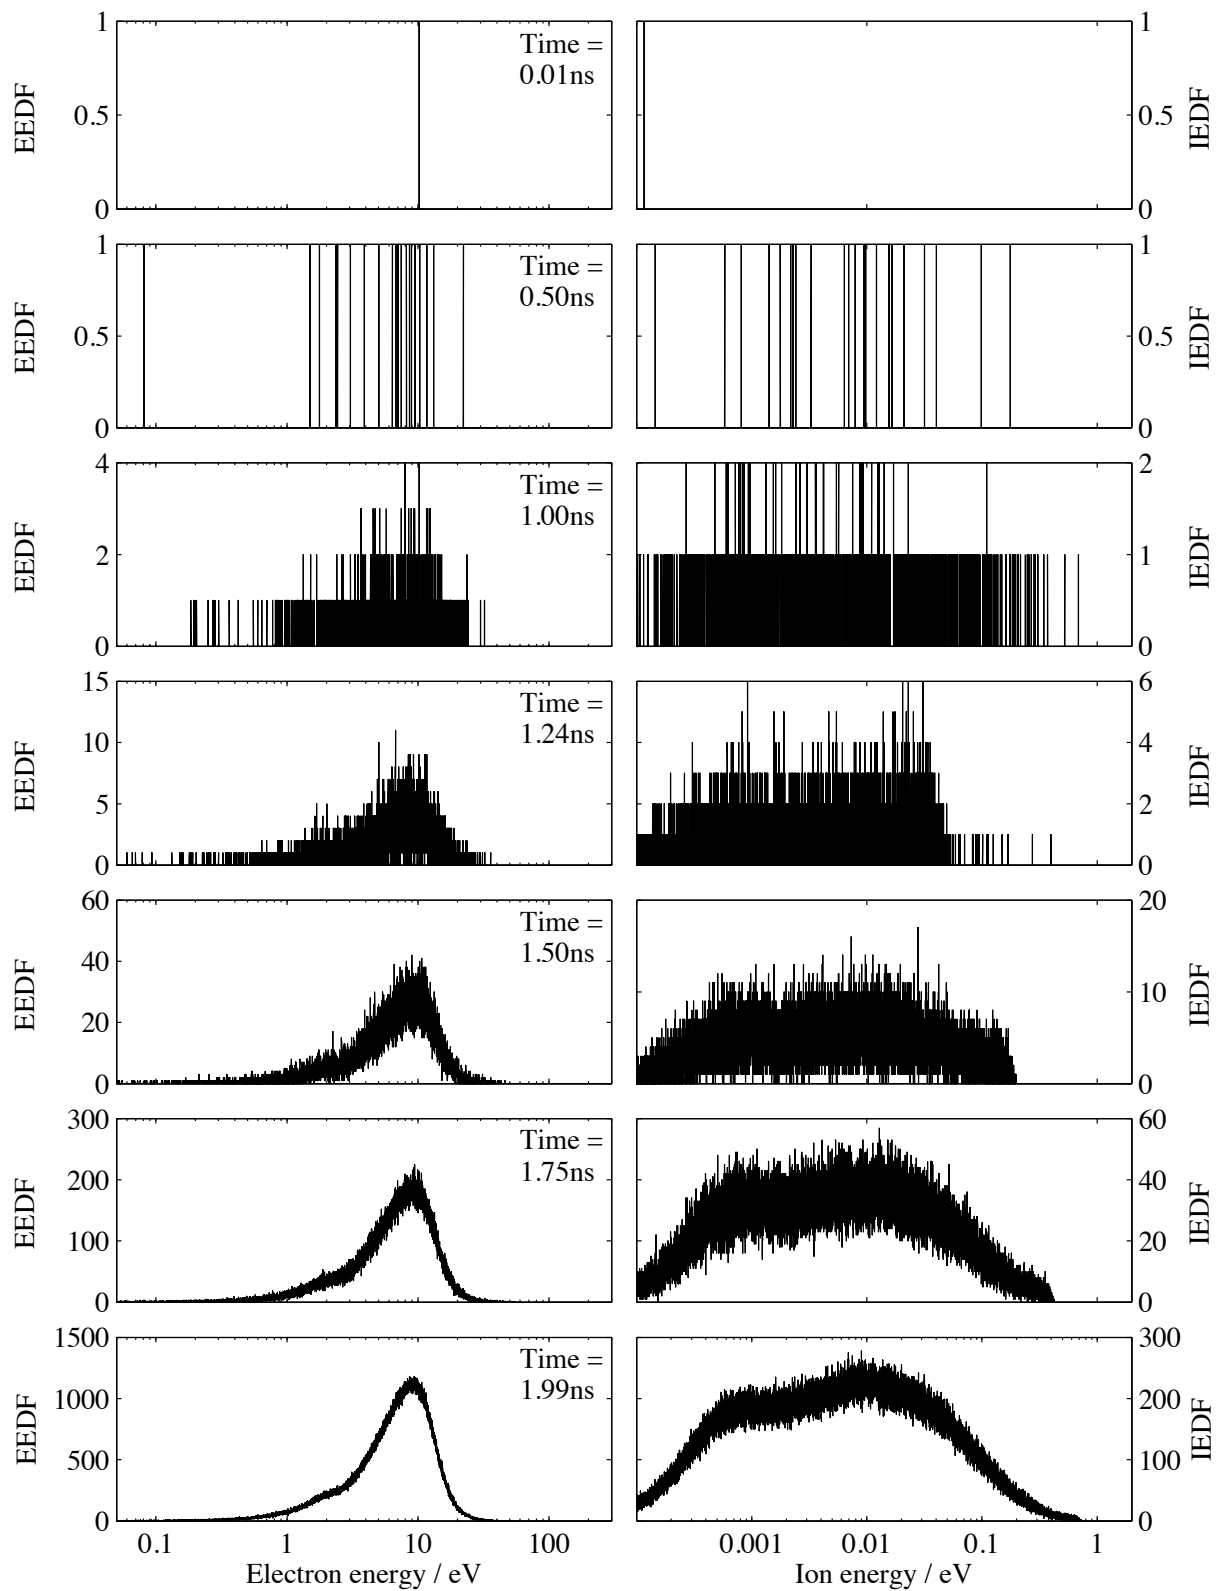 1
0.5
0
EEDF
Time =
0.01ns
1
0.5
0
IEDF
1
0.5
0
EEDF
Time =
0.50ns
1
0.5
0
IEDF
4
2
0
EEDF
Time =
1.00ns
2
1
0
IEDF
15
10
5
0
EEDF
Time =
1.24ns
6
4
2
0
IEDF
60
40
20
0
EEDF
Time =
1.50ns
20
10
0
IEDF
300
200
100
0
EEDF
Time =
1.75ns
60
40
20
0
IEDF
1500
1000
500
0
EEDF
Time =
1.99ns
300
200
100
0
IEDF
0.1 1 10 100
Electron energy / eV
0.001 0.01 0.1 1
Ion energy / eV